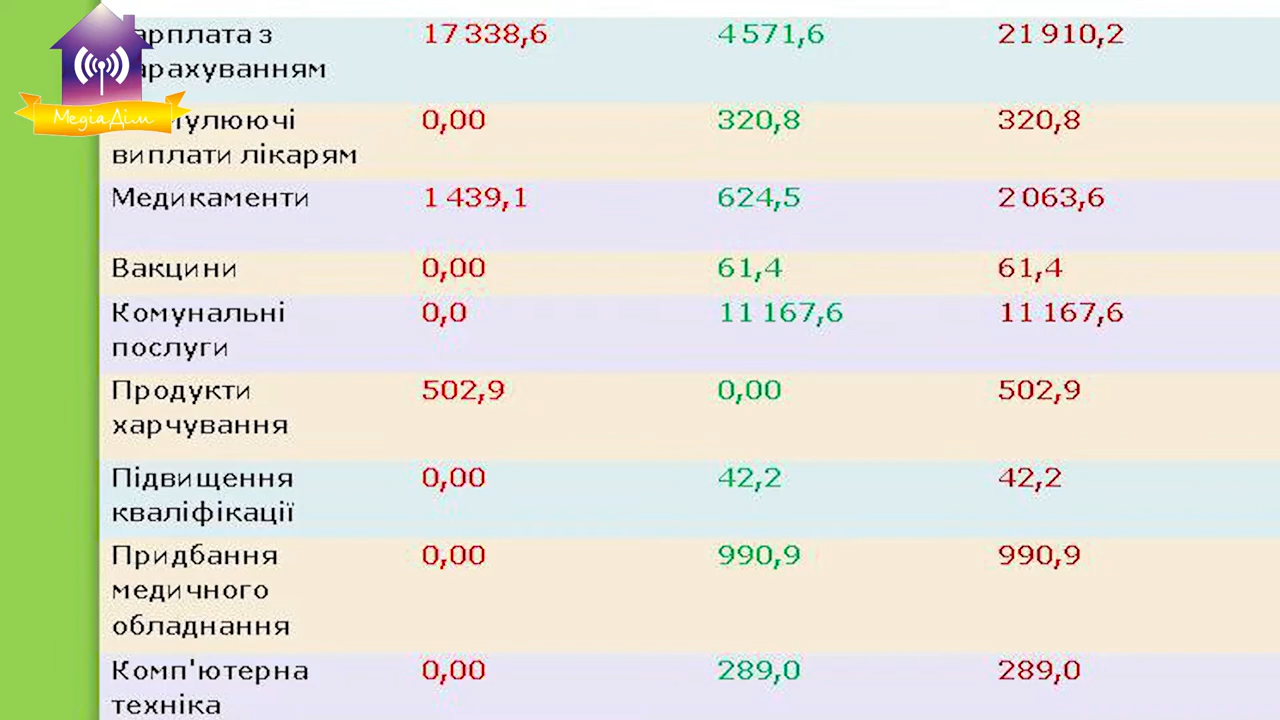 МедіаДім
арплата з 17 338,6 4 571,6 21 910,2
арахуванням
мулюючі 0,00 320,8 320,8
виплати лікарям
Медикаменти 1 439,1 624,5 2 063,6
Вакцини 0,00 61,4 61,4
Комунальні 0,0 11 167,6 11 167,6
послуги
Продукти 502,9 0,00 502,9
харчування
Підвищення 0,00 42,2 42,2
кваліфікації
Придбання 0,00 990,9 990,9
медичного
обладнання
Комп'ютерна 0,00 289,0 289,0
техніка